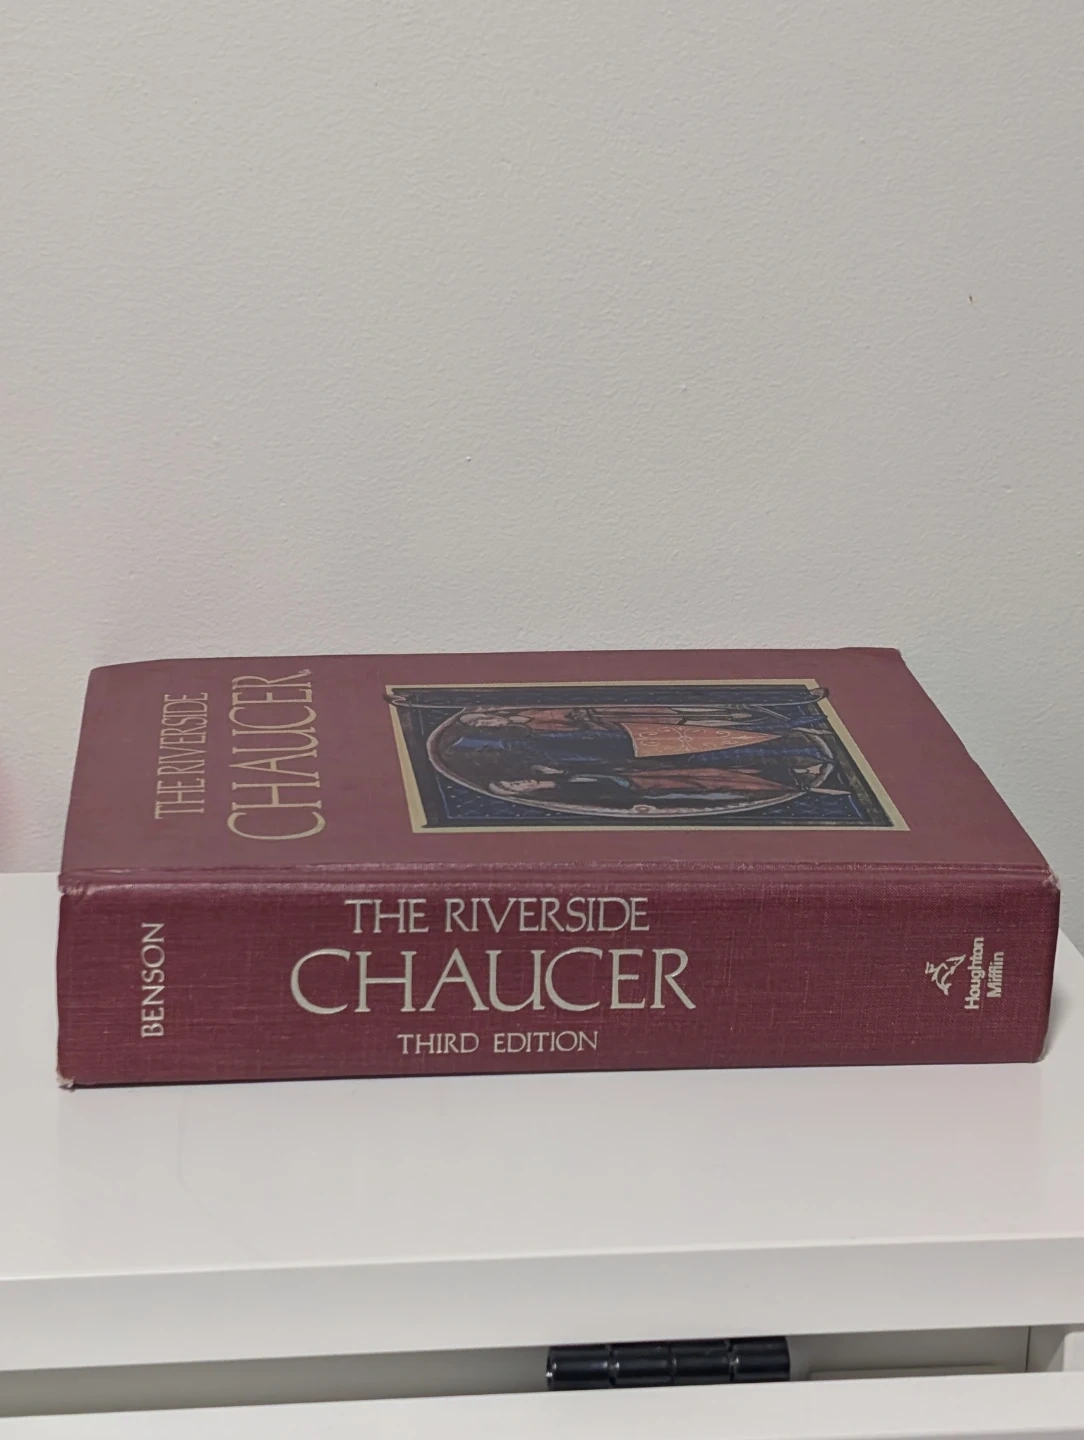 THE RIVERSIDE
CHAUCER
BENSON
THE RIVERSIDE
CHAUCER
THIRD EDITION
Houghton
Mifflin